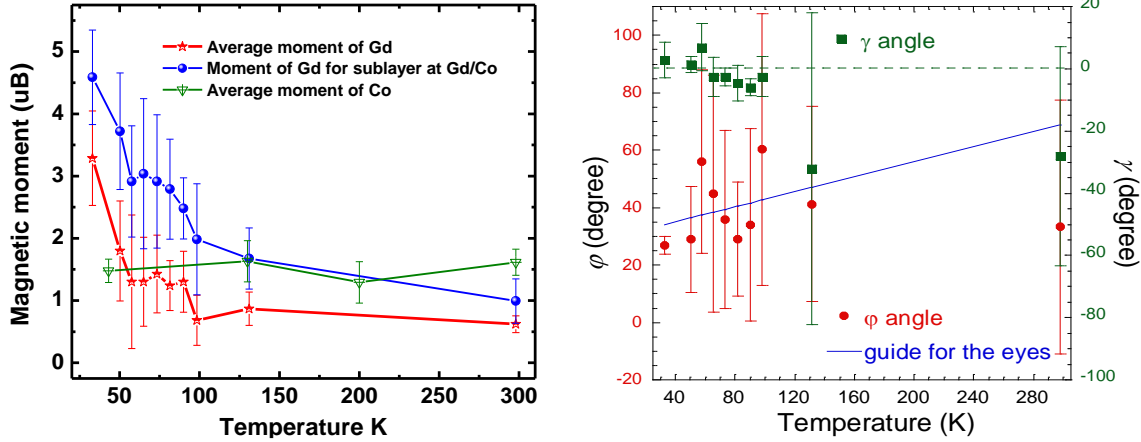 Magnetic moment (uB)
5
4
3
2
1
0
Average moment of Gd
Moment of Gd for sublayer at Gd/Co
Average moment of Co
50 100 150 200 250 300
Temperature K
φ (degree)
100
80
60
40
20
0
-20
γ angle
φ angle
guide for the eyes
40 80 120 160 200 240 280
Temperature (K)
20
0
-20
-40
-60
-80
-100
γ (degree)